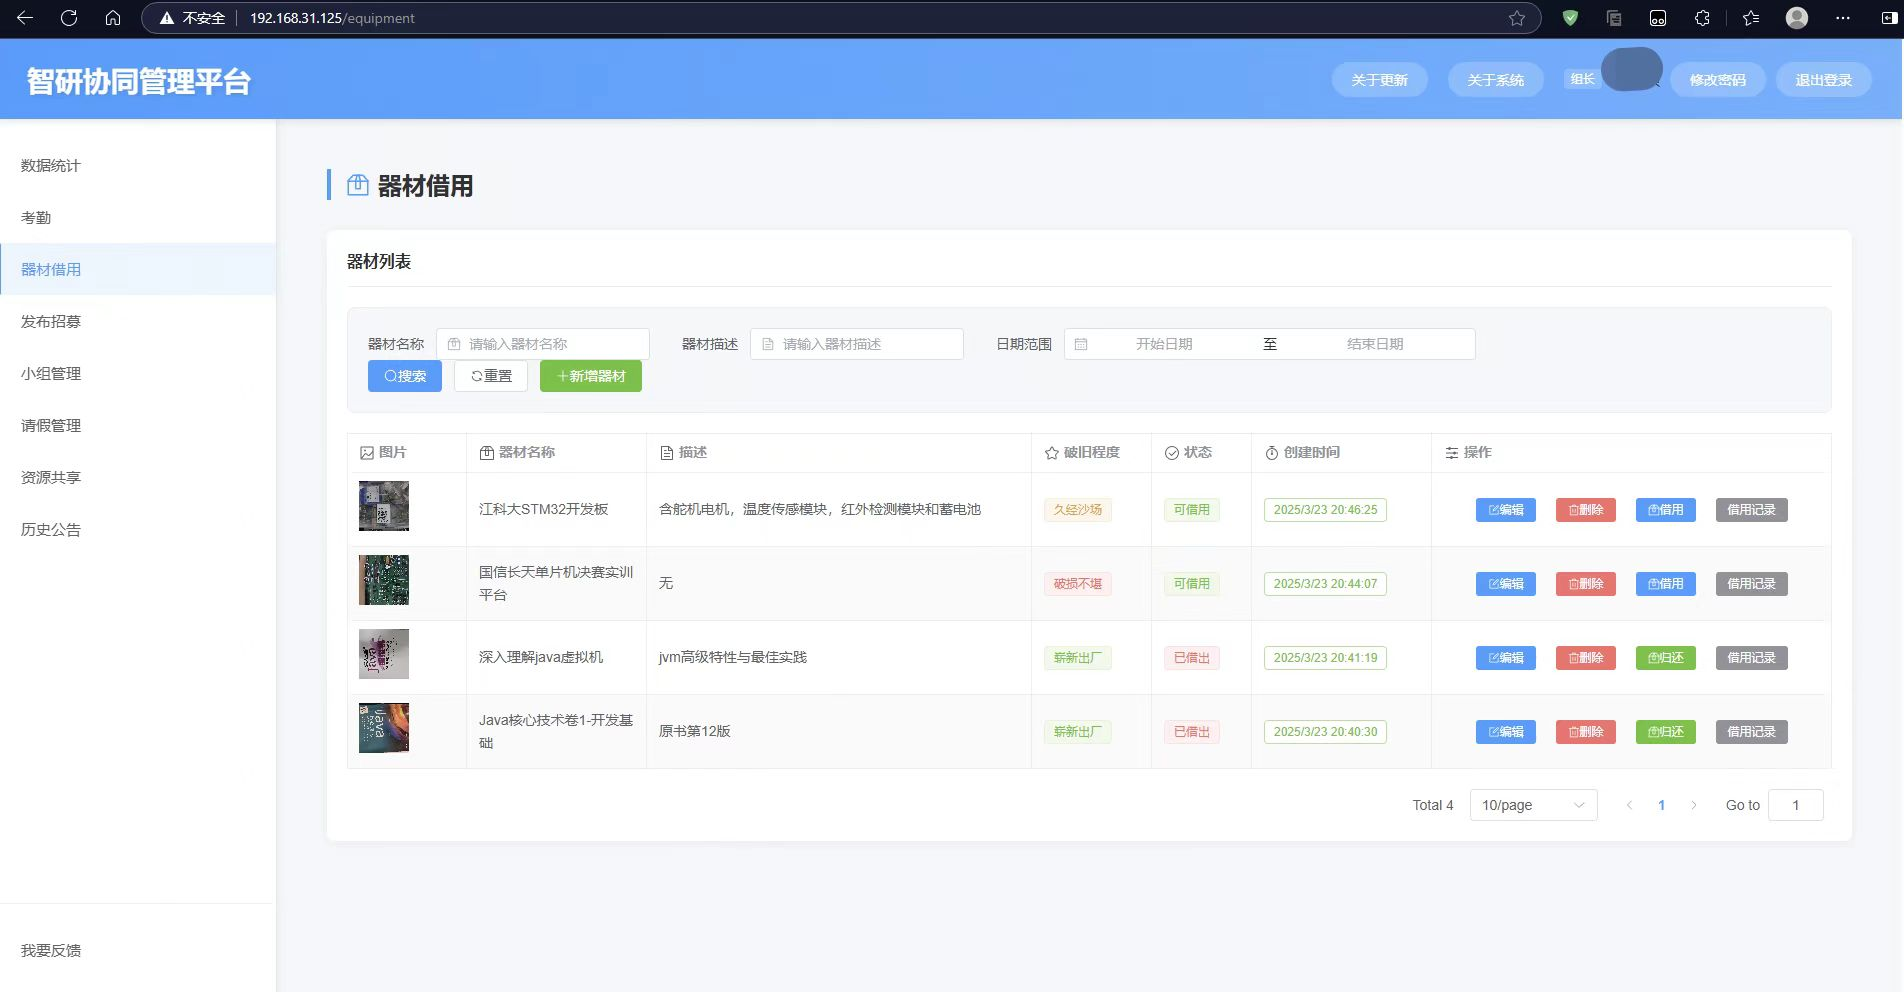 不安全 192.168.31.125/equipment
智研协同管理平台
关于更新
关于系统
组长
修改密码
退出登录
数据统计
考勤
器材借用
发布招募
小组管理
请假管理
资源共享
历史公告
我要反馈
器材借用
器材列表
器材名称 请输入器材名称 器材描述 请输入器材描述 日期范围 开始日期 至 结束日期
搜索 重置 新增器材
图片 器材名称 描述 破旧程度 状态 创建时间 操作
江科大STM32开发板 含舵机电机，温度传感模块，红外检测模块和蓄电池 久经沙场 可借用 2025/3/23 20:46:25 编辑 删除 借用 借用记录
国信长天单片机决赛实训
平台
无 破损不堪 可借用 2025/3/23 20:44:07 编辑 删除 借用 借用记录
深入理解java虚拟机 jvm高级特性与最佳实践 崭新出厂 已借出 2025/3/23 20:41:19 编辑 删除 归还 借用记录
Java核心技术卷1-开发基
础
原书第12版 崭新出厂 已借出 2025/3/23 20:40:30 编辑 删除 归还 借用记录
Total 4 10/page 1 Go to 1